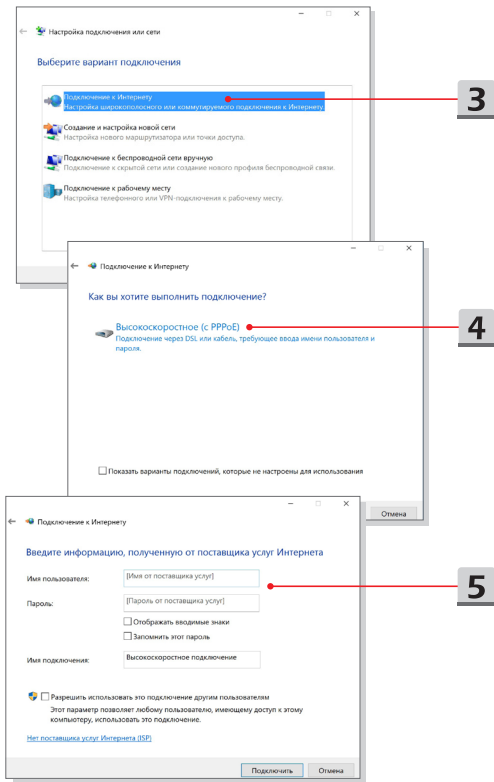 Настройка подключения или сети
Выберите вариант подключения
Подключение к Интернету
Настройка широкополосного или коммутируемого подключения к Интернету.
3
Создание и настройка новой сети
Настройка нового маршрутизатора или точки доступа.
Подключение к беспроводной сети вручную
Подключение к скрытой сети или создание нового профиля беспроводной связи.
Подключение к рабочему месту
Настройка телефонного или VPN-подключения к рабочему месту.
Подключение к Интернету
Как вы хотите выполнить подключение?
Высокоскоростное (с PPPoE)
4
Подключение через DSL или кабель, требующее ввода имени пользователя и
пароля.
Показать варианты подключений, которые не настроены для использования
Отмена
Подключение к Интернету
Введите информацию, полученную от поставщика услуг Интернета
Имя пользователя:
[Имя от поставщика услуг]
5
Пароль:
[Пароль от поставщика услуг]
Отображать вводимые знаки
Запомнить этот пароль
Имя подключения:
Высокоскоростное подключение
Разрешить использовать это подключение другим пользователям
Этот параметр позволяет любому пользователю, имеющему доступ к этому
компьютеру, использовать это подключение.
Нет поставщика услуг Интернета (ISP)
Подключить
Отмена